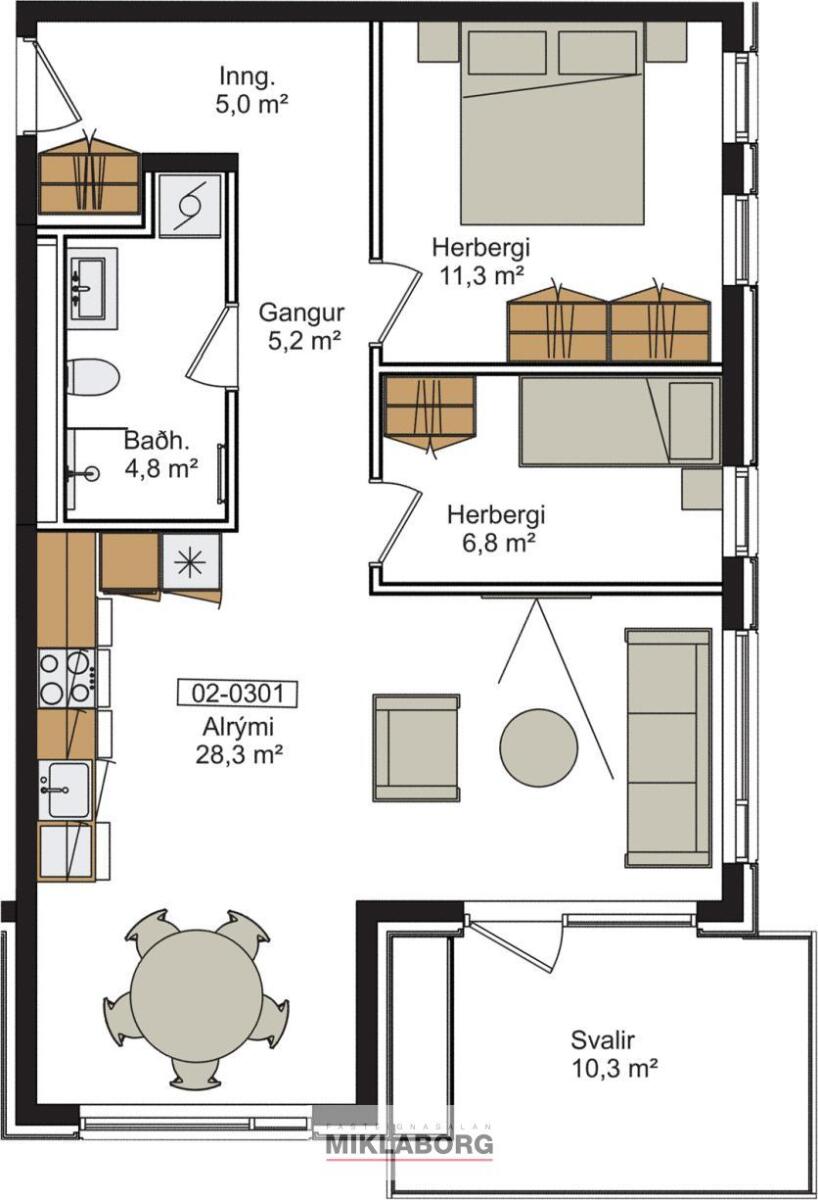 Inng.
5,0 m²
Herbergi
11,3 m²
Gangur
5,2 m²
Baðh.
4,8 m²
Herbergi
6,8 m²
02-0301
Alrými
28,3 m²
Svalir
10,3 m²
FASTEIGNASALAN
MIKLABORG